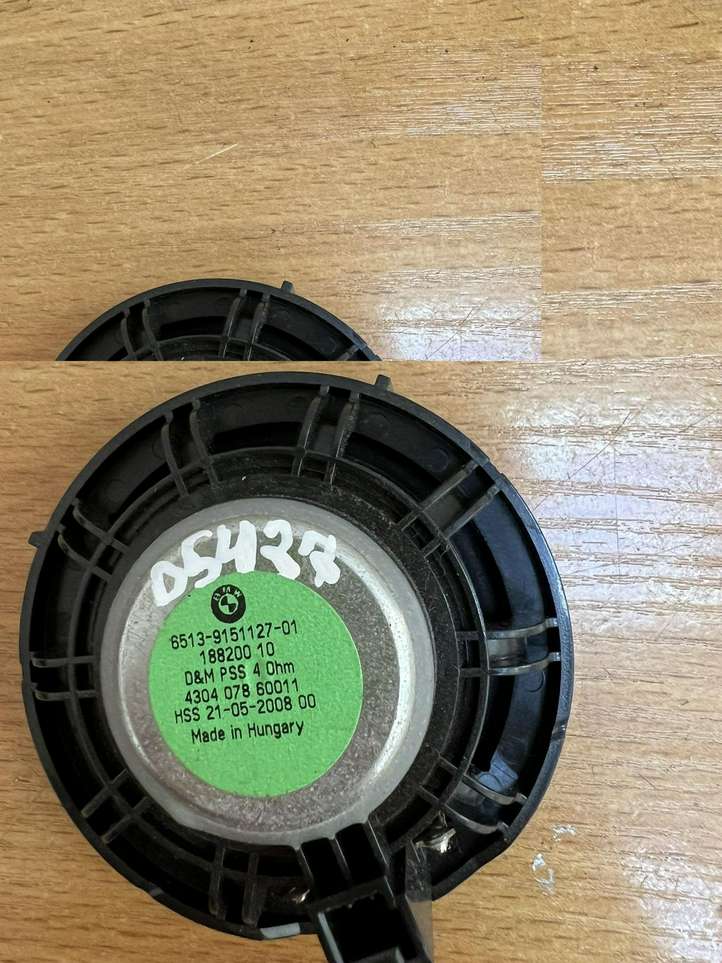 D5427
BMW
6513-9151127-01
188200 10
D&M PSS 4 Ohm
4304 078 60011
HSS 21-05-2008 00
Made in Hungary